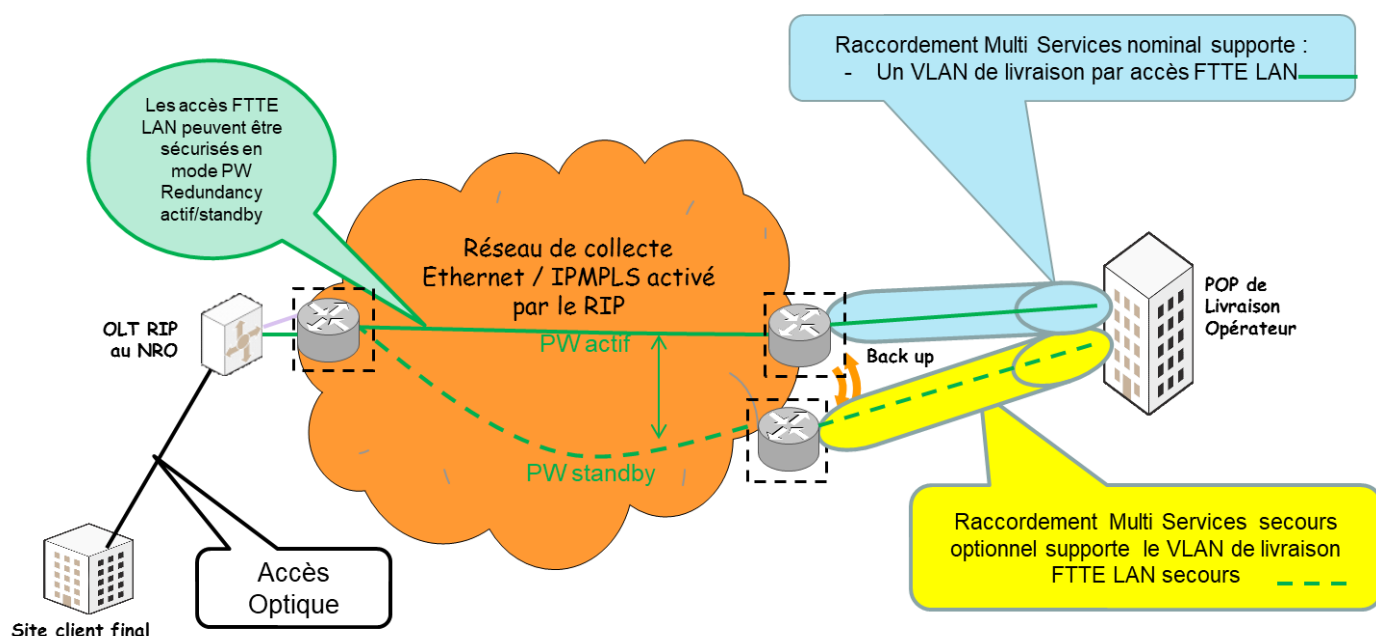 Raccordement Multi Services nominal supporte :
- Un VLAN de livraison par accès FTTE LAN
Les accès FTTE
LAN peuvent être
sécurisés en
mode PW
Redundancy
actif/standby
Réseau de collecte
Ethernet / IPMPLS activé
par le RIP
POP de
Livraison
Opérateur
OLT RIP
au NRO
PW actif
Back up
PW standby
Raccordement Multi Services secours
optionnel supporte le VLAN de livraison
FTTE LAN secours
Accès
Optique
Site client final